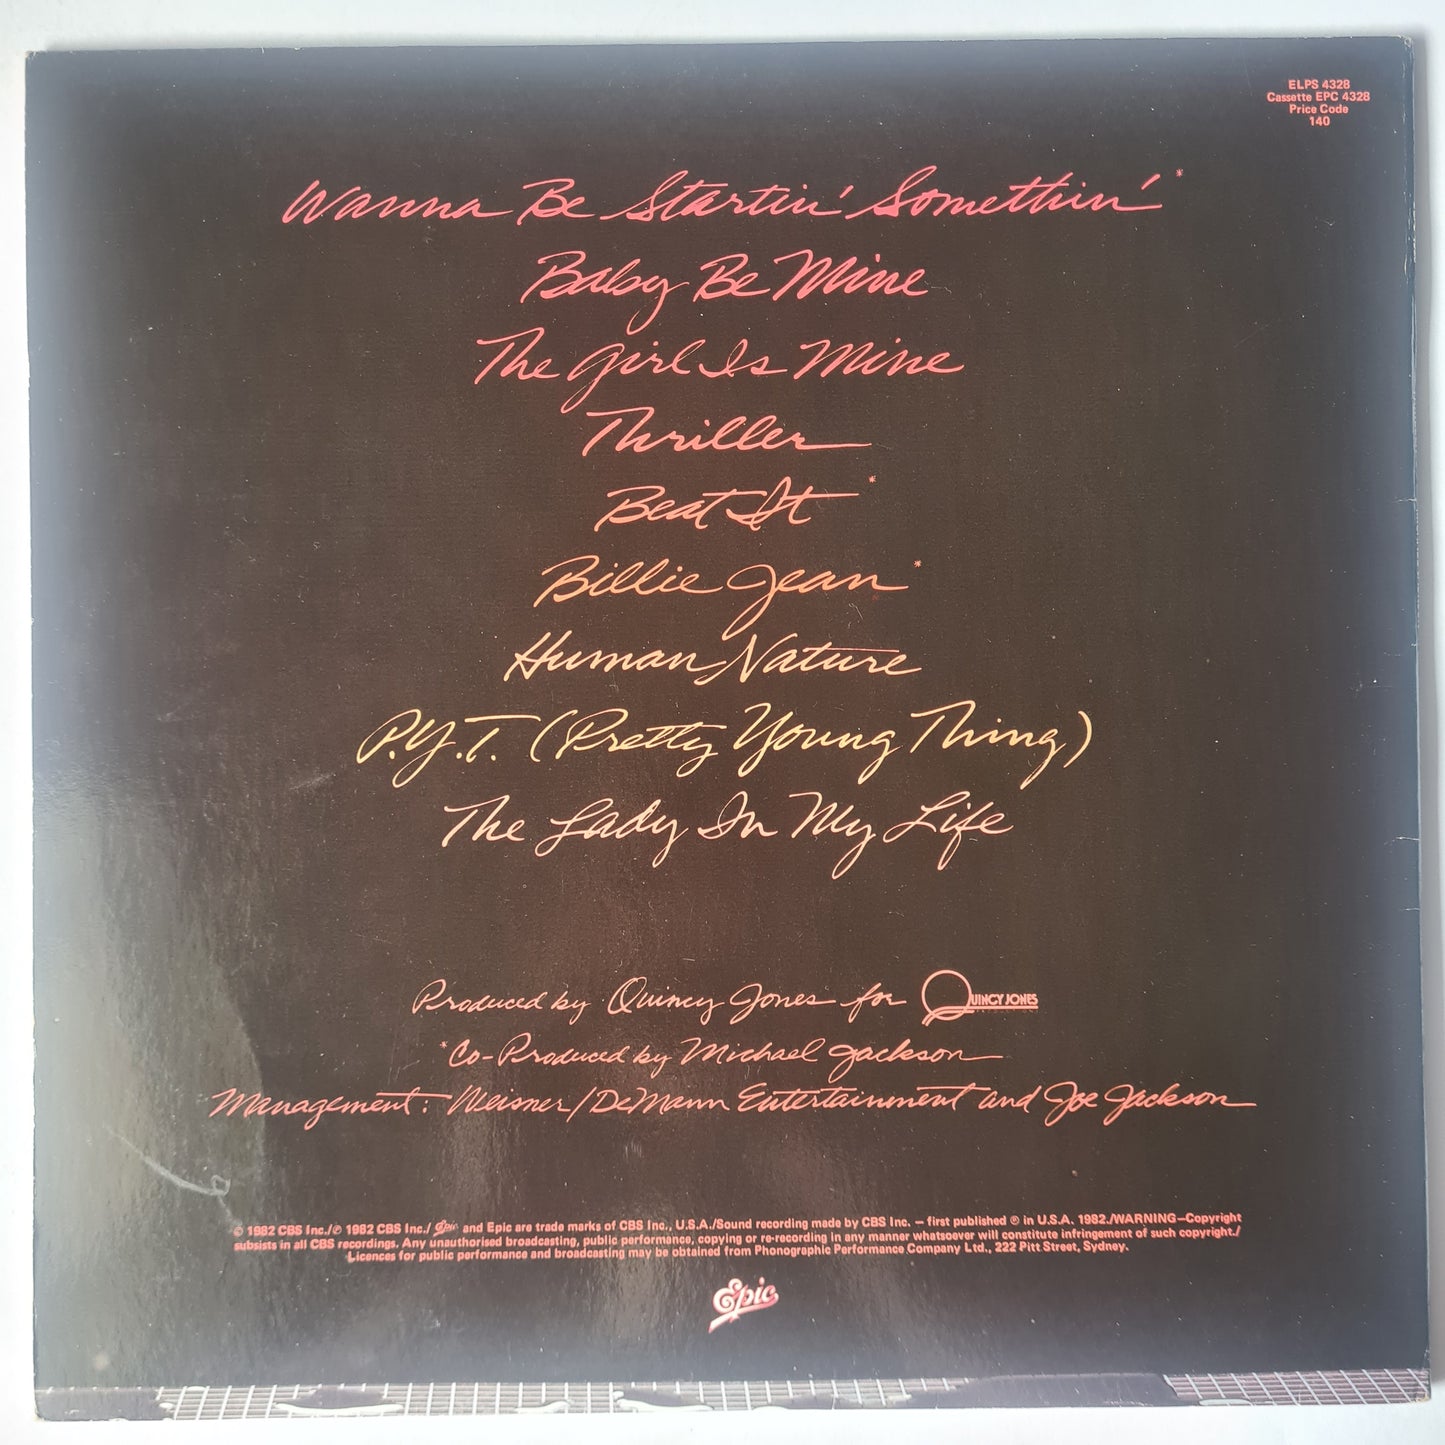 ELPS 4328
Cassette EPC 4328
Price Code
140
Wanna Be Startin' Somethin'*
Baby Be Mine
The Girl Is Mine
Thriller
Beat It*
Billie Jean*
Human Nature
P.Y.T. (Pretty Young Thing)
The Lady In My Life
Produced by Quincy Jones for QUINCY JONES
*Co-Produced by Michael Jackson
Management: Weisner/DeMann Entertainment and Joe Jackson
© 1982 CBS Inc./℗ 1982 CBS Inc./ Epic and Epic are trade marks of CBS Inc., U.S.A./Sound recording made by CBS Inc. – first published ℗ in U.S.A. 1982./WARNING–Copyright
subsists in all CBS recordings. Any unauthorised broadcasting, public performance, copying or re-recording in any manner whatsoever will constitute infringement of such copyright./
Licences for public performance and broadcasting may be obtained from Phonographic Performance Company Ltd., 222 Pitt Street, Sydney.
Epic